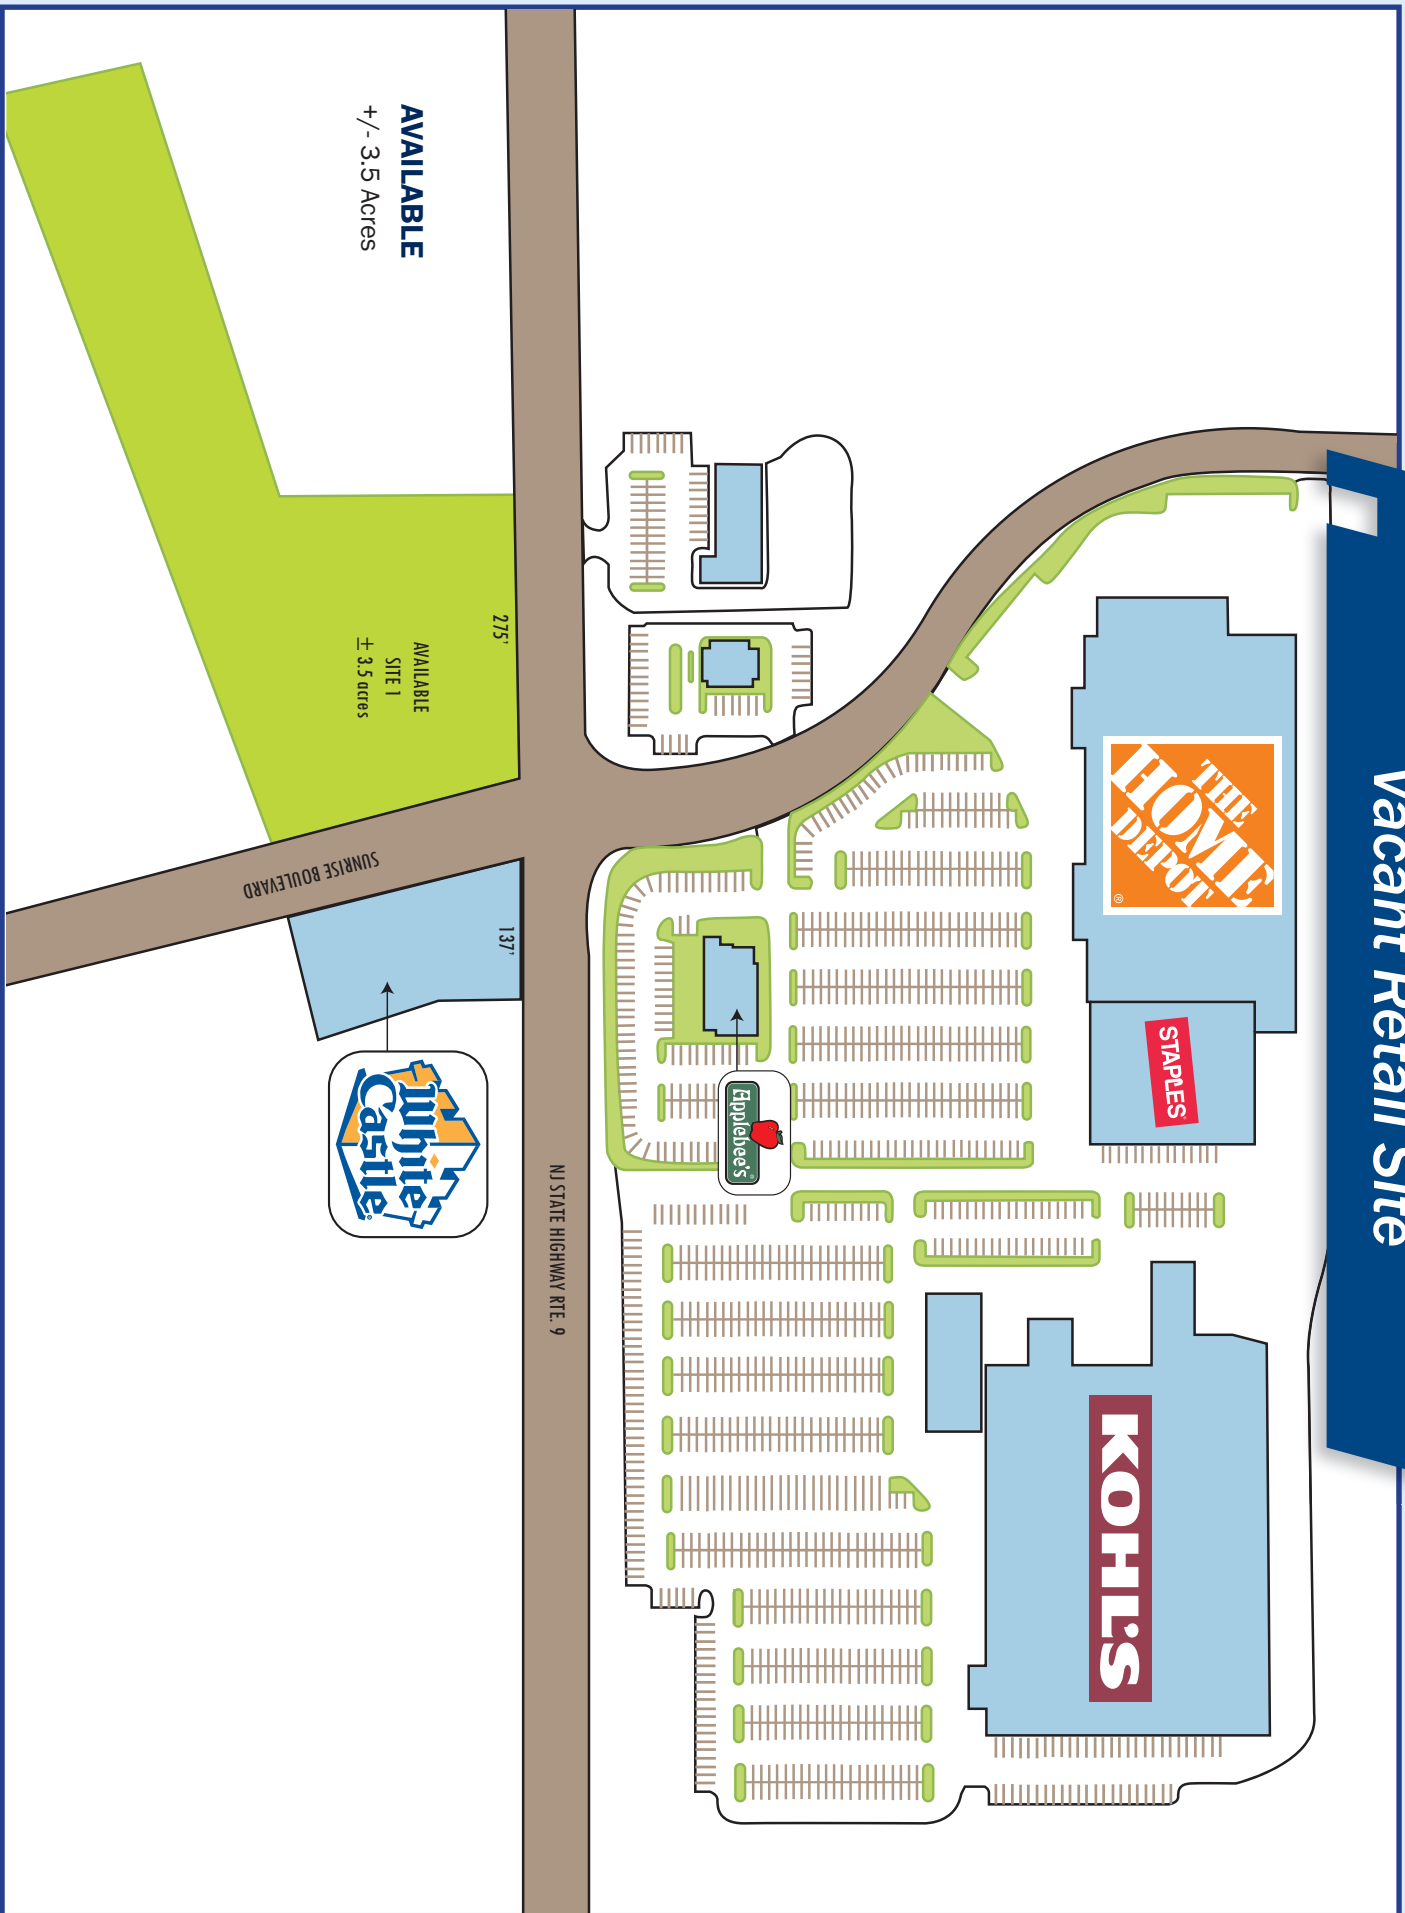 Vacant Retail Site
THE
HOME
DEPOT
®
STAPLES
KOHL'S
Applebee's
AVAILABLE
+/- 3.5 Acres
275'
AVAILABLE
SITE 1
± 3.5 acres
137'
SUNRISE BOULEVARD
NJ STATE HIGHWAY RTE. 9
White
Castle®